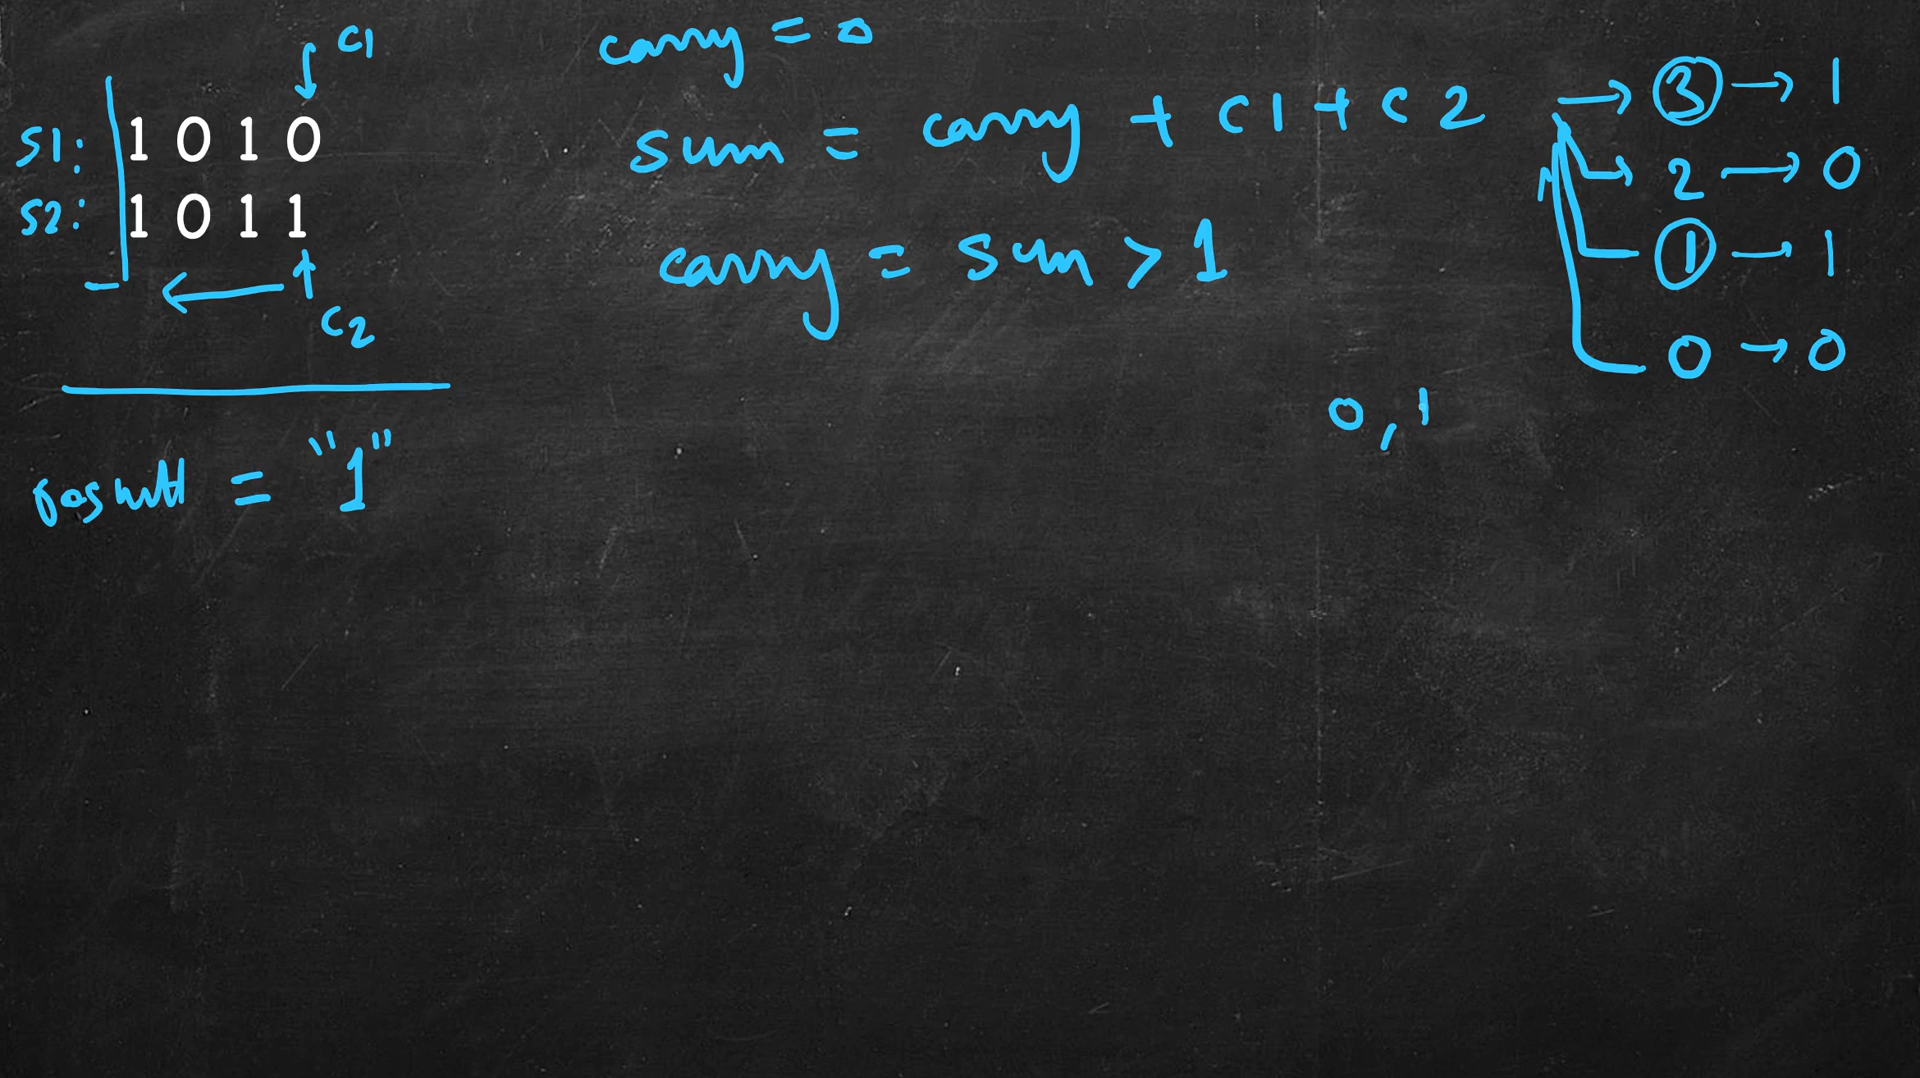 C1
S1: 1 0 1 0
S2: 1 0 1 1
C2
result = "1"
carry = 0
sum = carry + C1 + C2
carry = sum > 1
→ 3 → 1
→ 2 → 0
1 → 1
0 → 0
0, 1